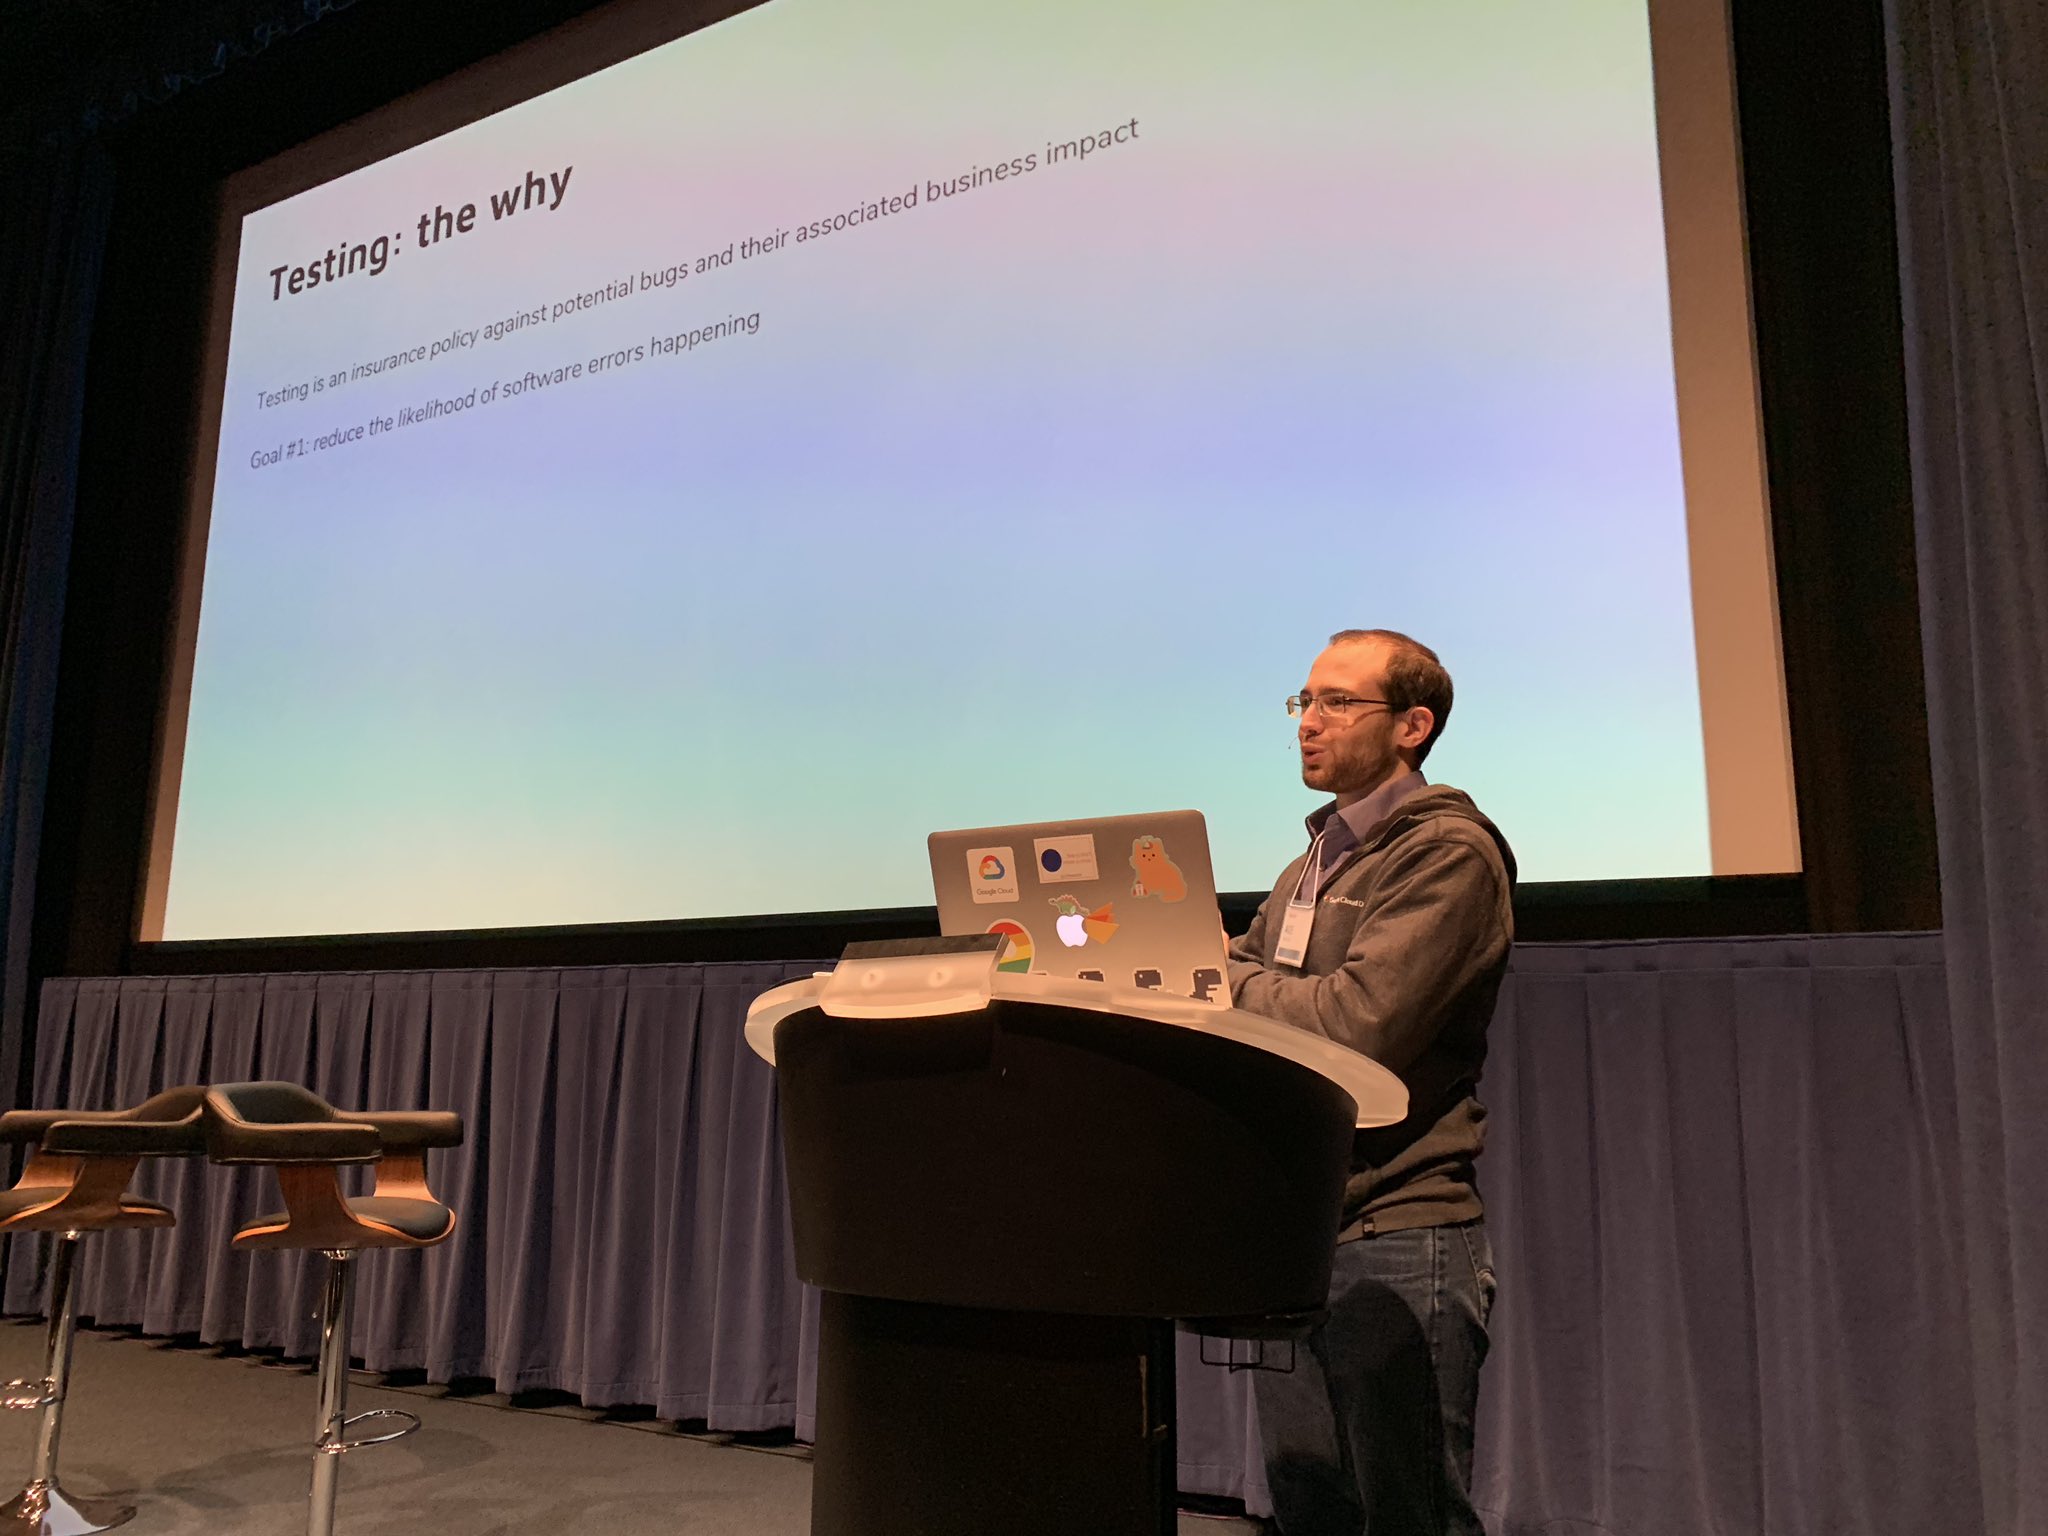 Testing: the why
Testing is an insurance policy against potential bugs and their associated business impact
Goal #1: reduce the likelihood of software errors happening
Google Cloud